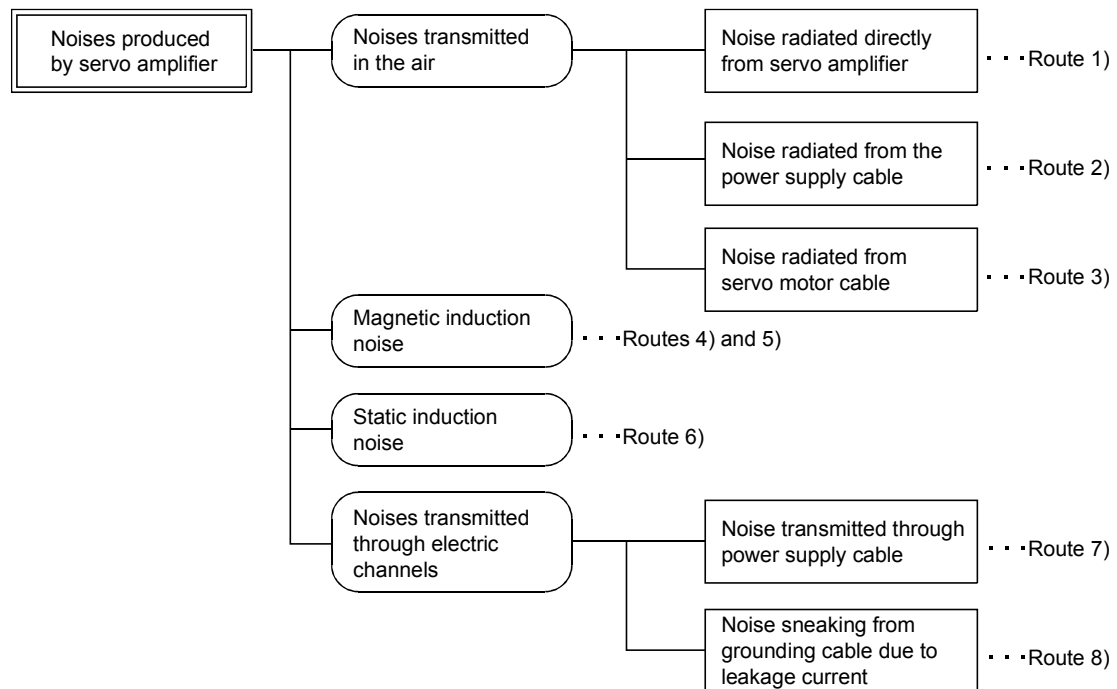 Noises produced
by servo amplifier
Noises transmitted
in the air
Noise radiated directly
from servo amplifier
· · · Route 1)
Noise radiated from the
power supply cable
· · · Route 2)
Noise radiated from
servo motor cable
· · · Route 3)
Magnetic induction
noise
· · · Routes 4) and 5)
Static induction
noise
· · · Route 6)
Noises transmitted
through electric
channels
Noise transmitted through
power supply cable
· · · Route 7)
Noise sneaking from
grounding cable due to
leakage current
· · · Route 8)